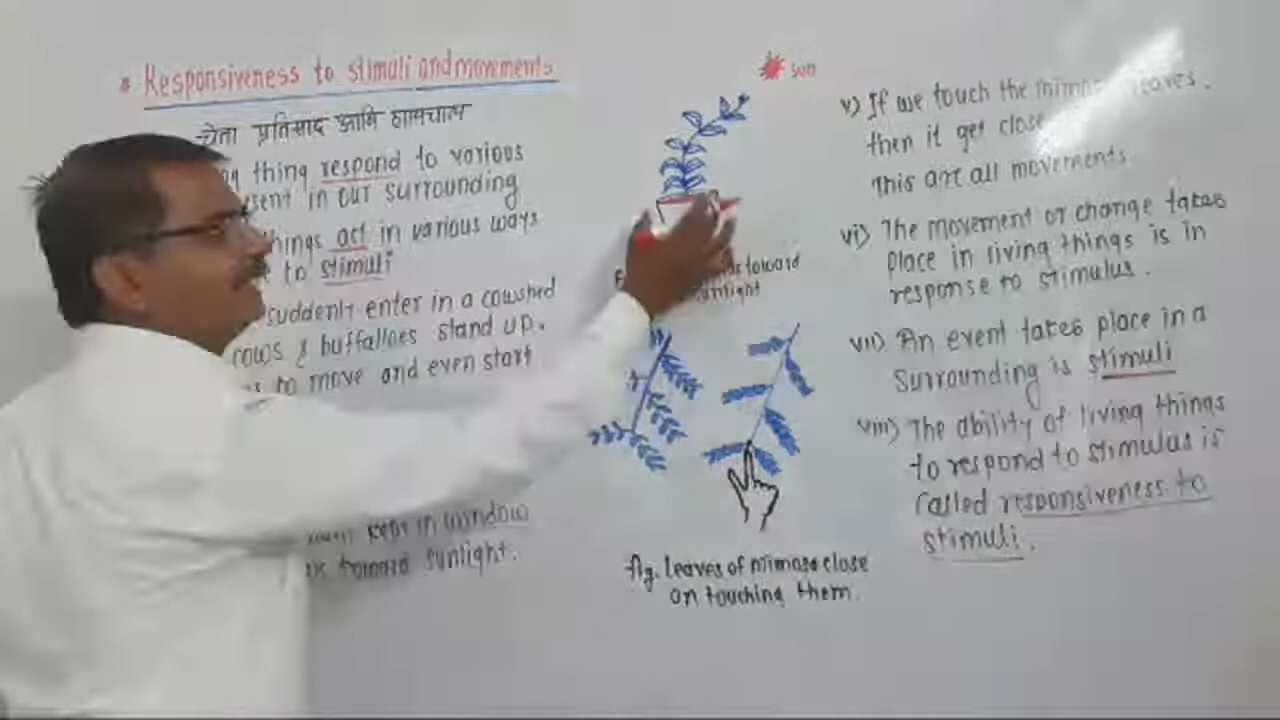 * Responsiveness to stimuli and movements
चेता प्रतिसाद आणि हालचाल
thing respond to various
in our surrounding
act in various ways
to stimuli
suddenly enter in a cowshed
cows & buffalloes stand up.
to move and even start
kept in window
toward sunlight.
sun
toward
sunlight
fig. leaves of mimosa close
on touching them
v) If we touch the leaves.
then it get close
This are all movements.
vi) The movement or change takes
place in living things is in
response to stimulus.
vii) An event takes place in a
surrounding is stimuli
viii) The ability of living things
to respond to stimulus is
called responsiveness to
stimuli.